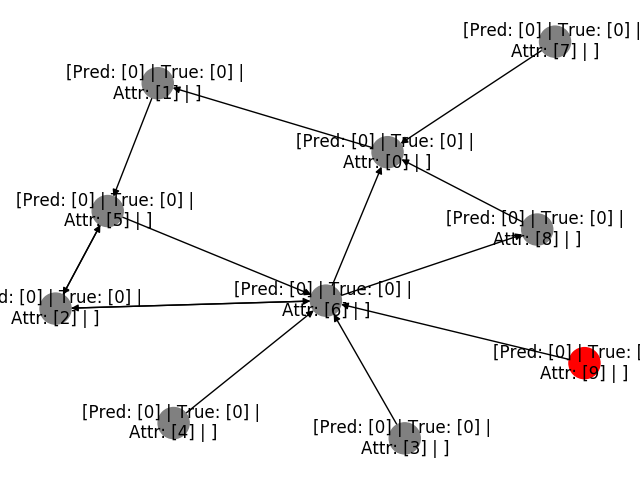 [Pred: [0] | True: [0] |
Attr: [7] | ]
[Pred: [0] | True: [0] |
Attr: [1] | ]
[Pred: [0] | True: [0] |
Attr: [0] | ]
[Pred: [0] | True: [0] |
Attr: [5] | ]
[Pred: [0] | True: [0] |
Attr: [8] | ]
[Pred: [0] | True: [0] |
Attr: [6] | ]
d: [0] | True: [0] |
Attr: [2] | ]
[Pred: [0] | True: [
Attr: [9] | ]
[Pred: [0] | True: [0] |
Attr: [4] | ]
[Pred: [0] | True: [0] |
Attr: [3] | ]